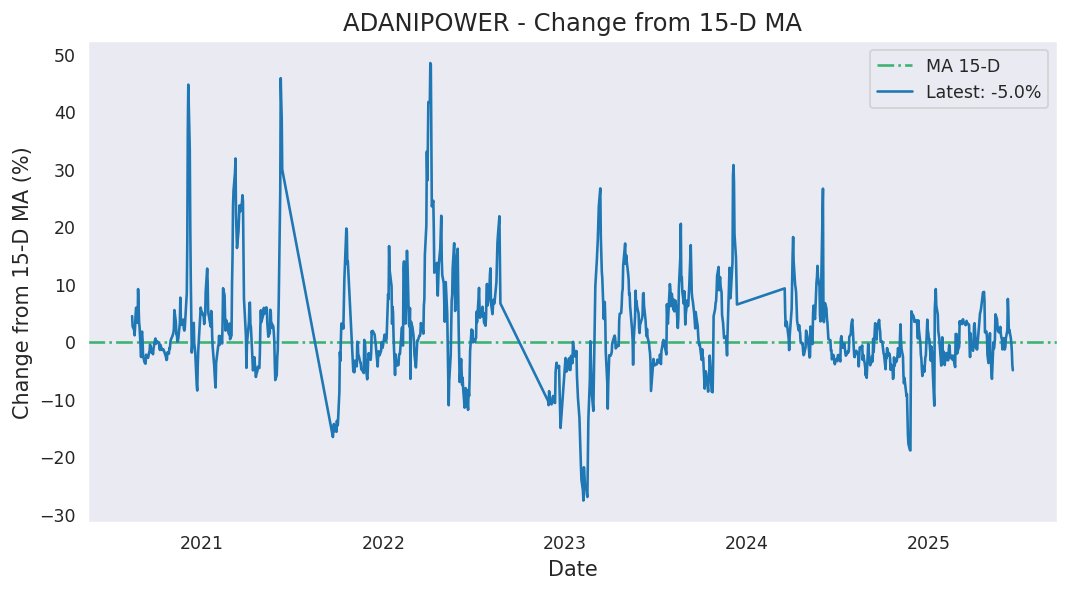 ADANIPOWER - Change from 15-D MA
Change from 15-D MA (%)
50
40
30
20
10
0
−10
−20
−30
MA 15-D
Latest: -5.0%
2021
2022
2023
2024
2025
Date